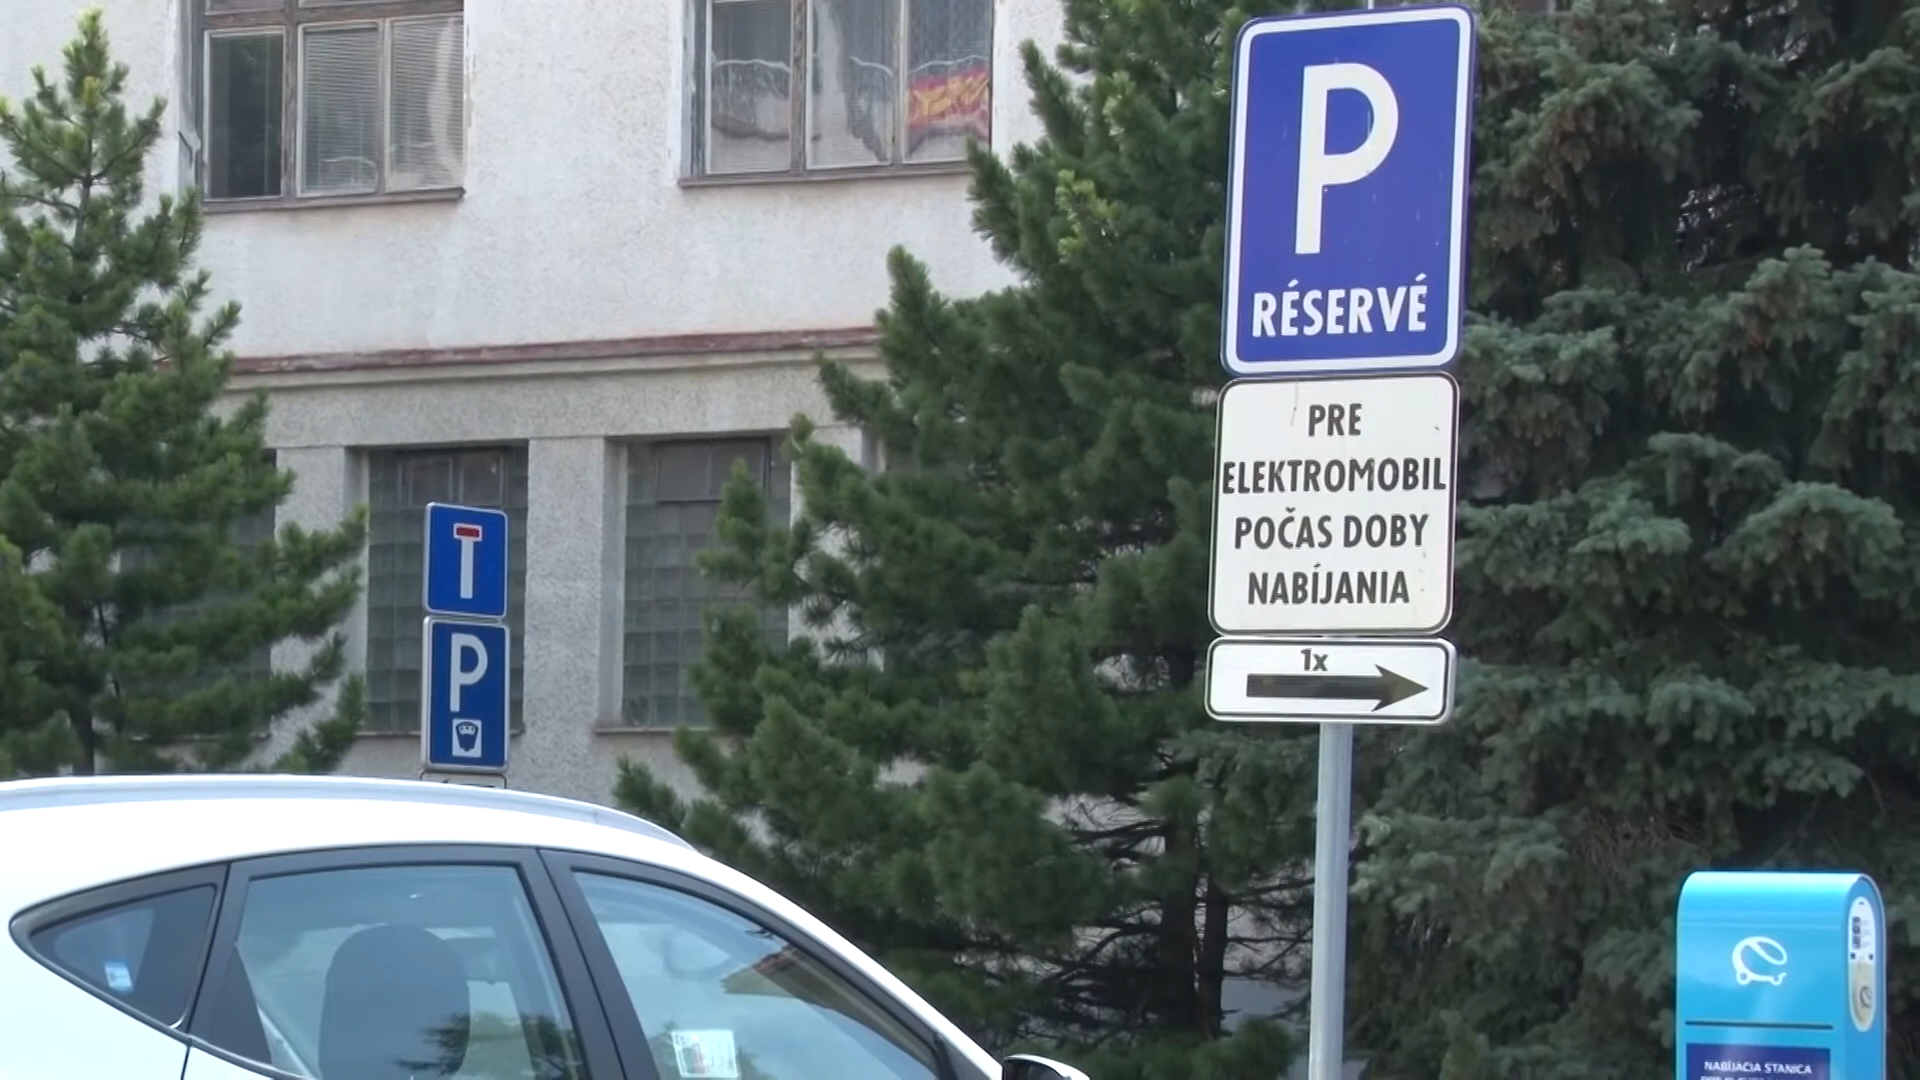 P
RÉSERVÉ
PRE
ELEKTROMOBIL
POČAS DOBY
NABÍJANIA
1x
P
NABÍJACIA STANICA